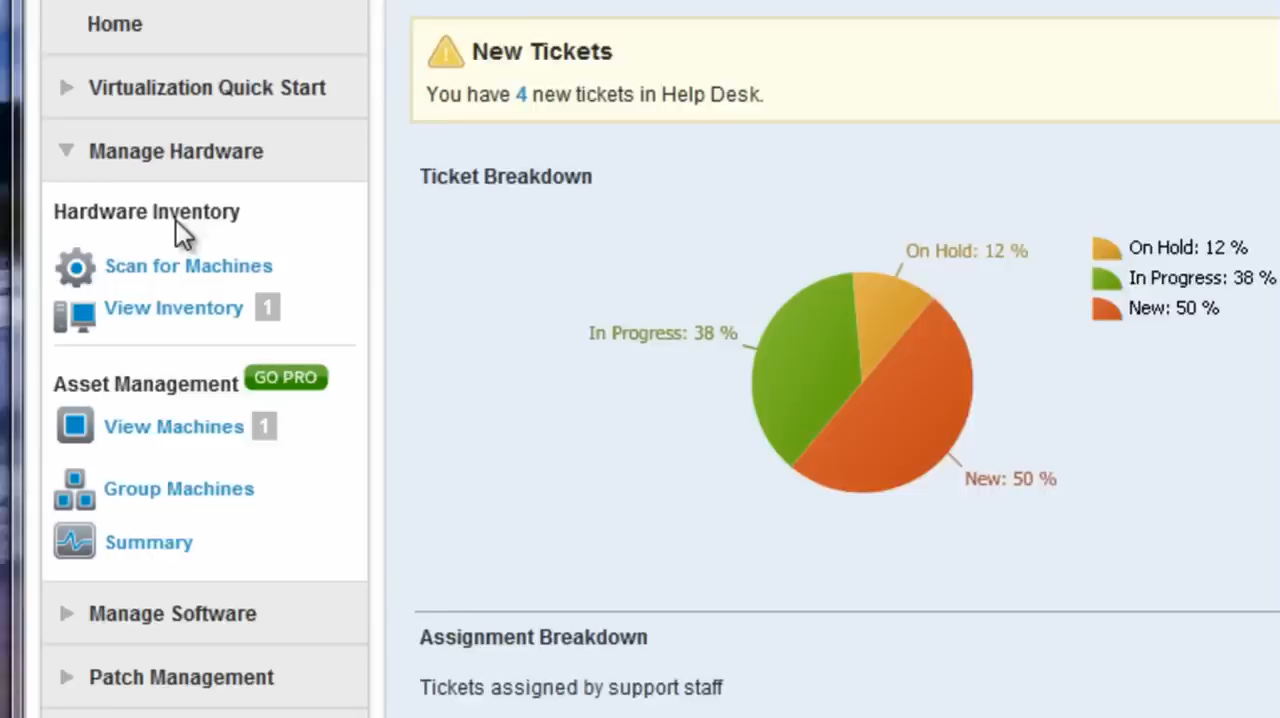 Home
Virtualization Quick Start
Manage Hardware
Hardware Inventory
Scan for Machines
View Inventory 1
Asset Management GO PRO
View Machines 1
Group Machines
Summary
Manage Software
Patch Management
New Tickets
You have 4 new tickets in Help Desk.
Ticket Breakdown
On Hold: 12 %
In Progress: 38 %
New: 50 %
On Hold: 12 %
In Progress: 38 %
New: 50 %
Assignment Breakdown
Tickets assigned by support staff